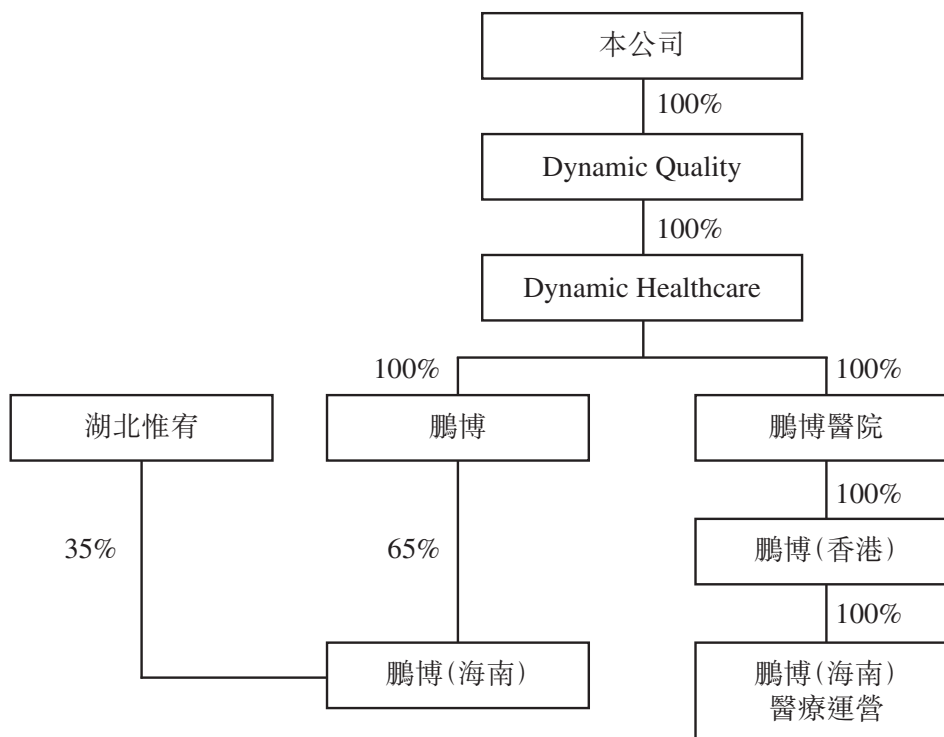 本公司
100%
Dynamic Quality
100%
Dynamic Healthcare
100%
100%
湖北惟宥
鵬博
鵬博醫院
100%
35%
65%
鵬博(香港)
100%
鵬博(海南)
鵬博(海南)
醫療運營